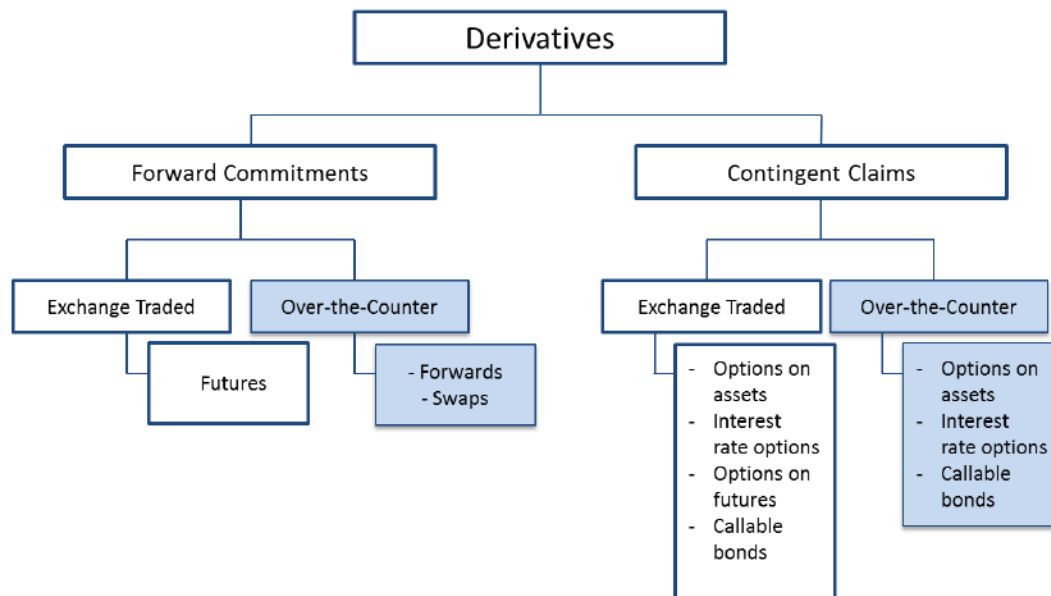 Derivatives
Forward Commitments
Contingent Claims
Exchange Traded
Over-the-Counter
Exchange Traded
Over-the-Counter
Futures
- Forwards
- Swaps
- Options on
assets
- Interest
rate options
- Options on
futures
- Callable
bonds
- Options on
assets
- Interest
rate options
- Callable
bonds